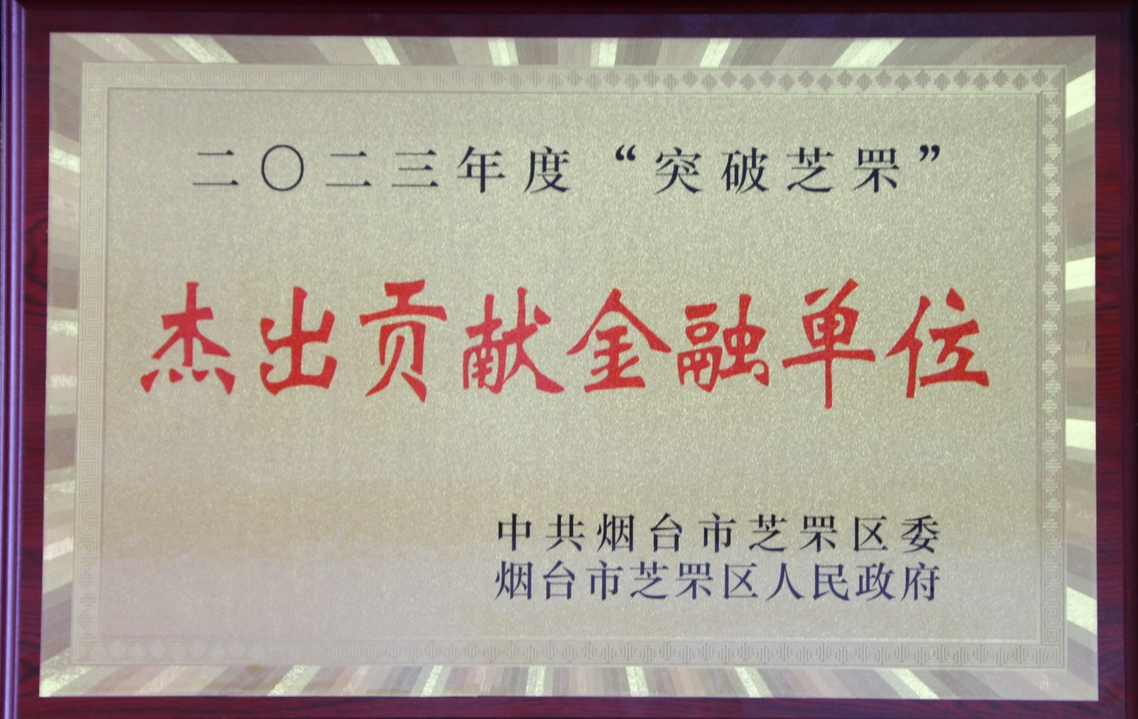 二〇二三年度“突破芝罘”
杰出贡献金融单位
中共烟台市芝罘区委
烟台市芝罘区人民政府